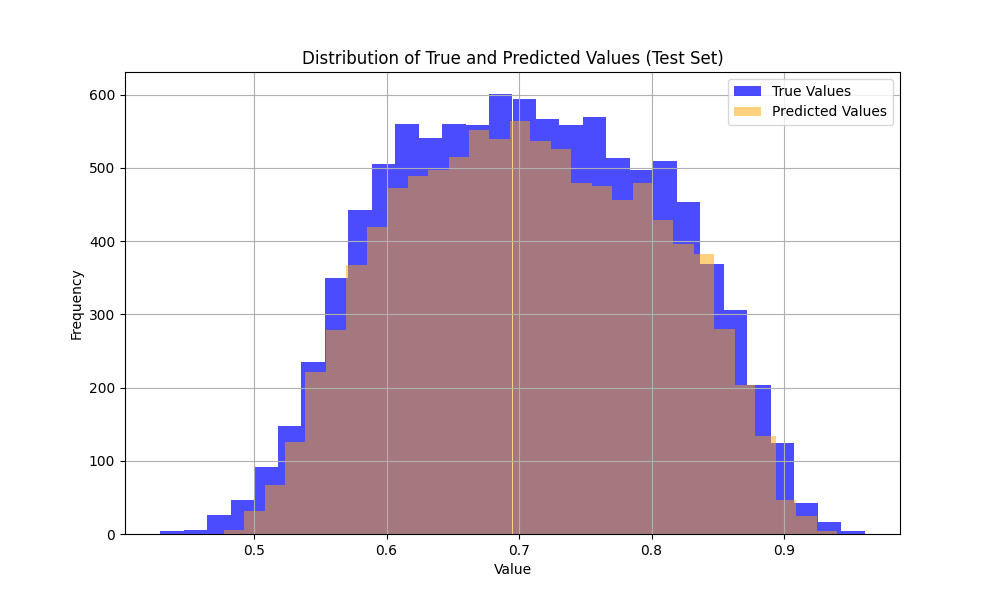 Distribution of True and Predicted Values (Test Set)
True Values
Predicted Values
600
500
400
300
200
100
0
Frequency
0.5 0.6 0.7 0.8 0.9
Value